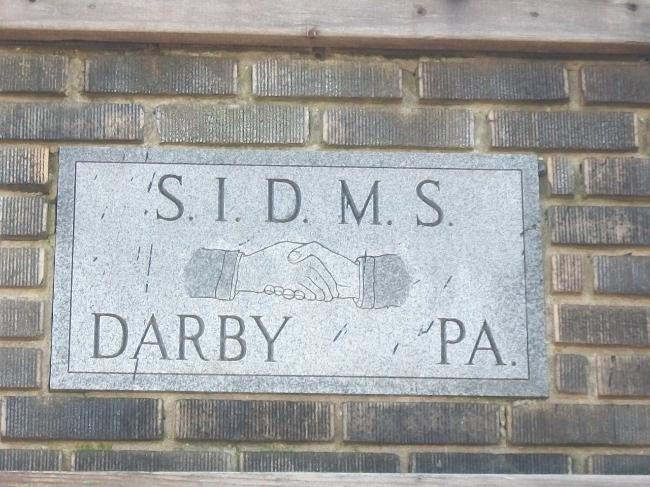 S. I. D. M. S.
DARBY PA.